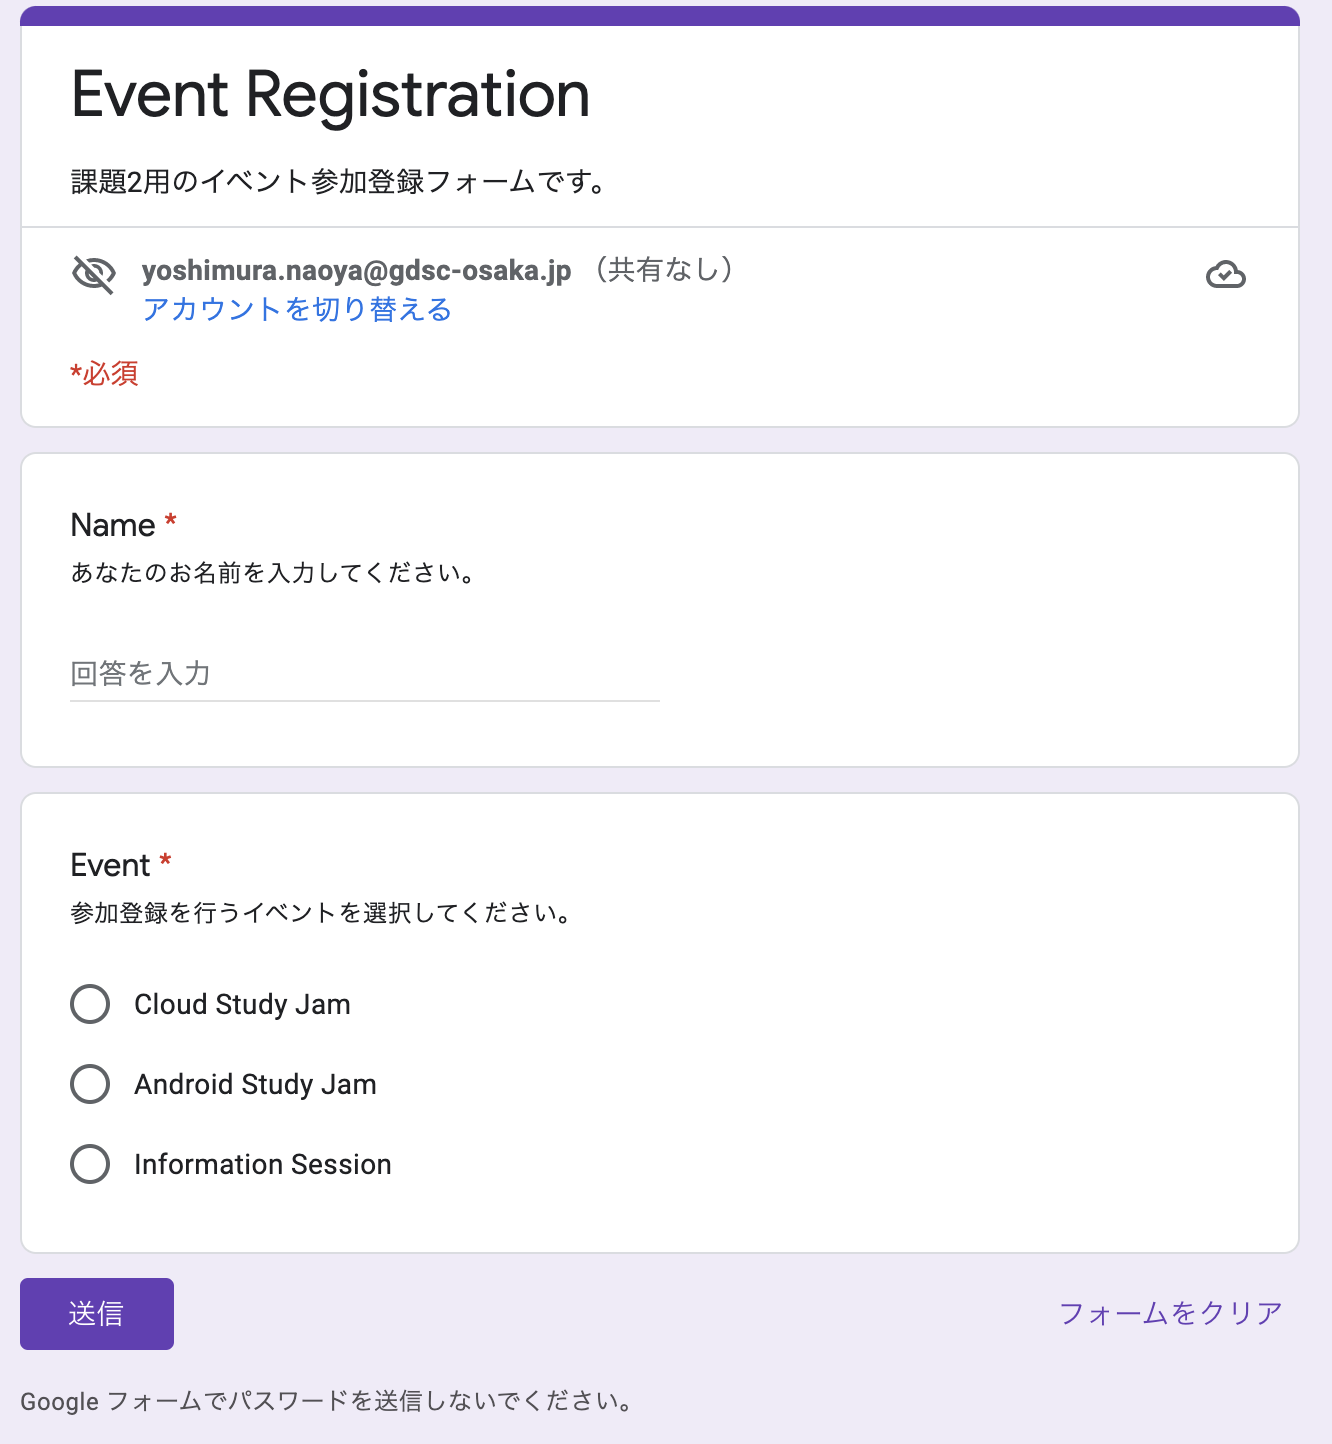 Event Registration
課題2用のイベント参加登録フォームです。
yoshimura.naoya@gdsc-osaka.jp （共有なし）
アカウントを切り替える
*必須
Name *
あなたのお名前を入力してください。
回答を入力
Event *
参加登録を行うイベントを選択してください。
Cloud Study Jam
Android Study Jam
Information Session
送信
フォームをクリア
Google フォームでパスワードを送信しないでください。